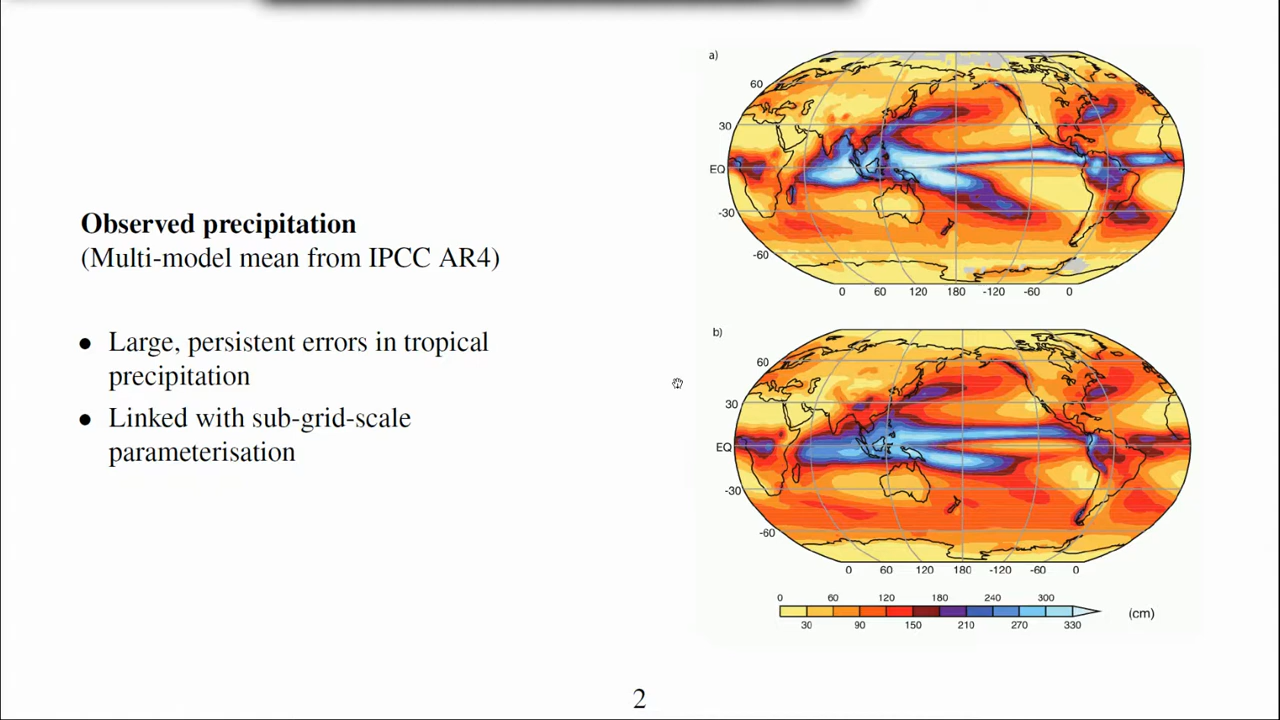 Observed precipitation
(Multi-model mean from IPCC AR4)
● Large, persistent errors in tropical
precipitation
● Linked with sub-grid-scale
parameterisation
a)
60
30
EQ
-30
-60
0 60 120 180 -120 -60 0
b)
60
30
EQ
-30
-60
0 60 120 180 -120 -60 0
0 60 120 180 240 300
(cm)
30 90 150 210 270 330
2